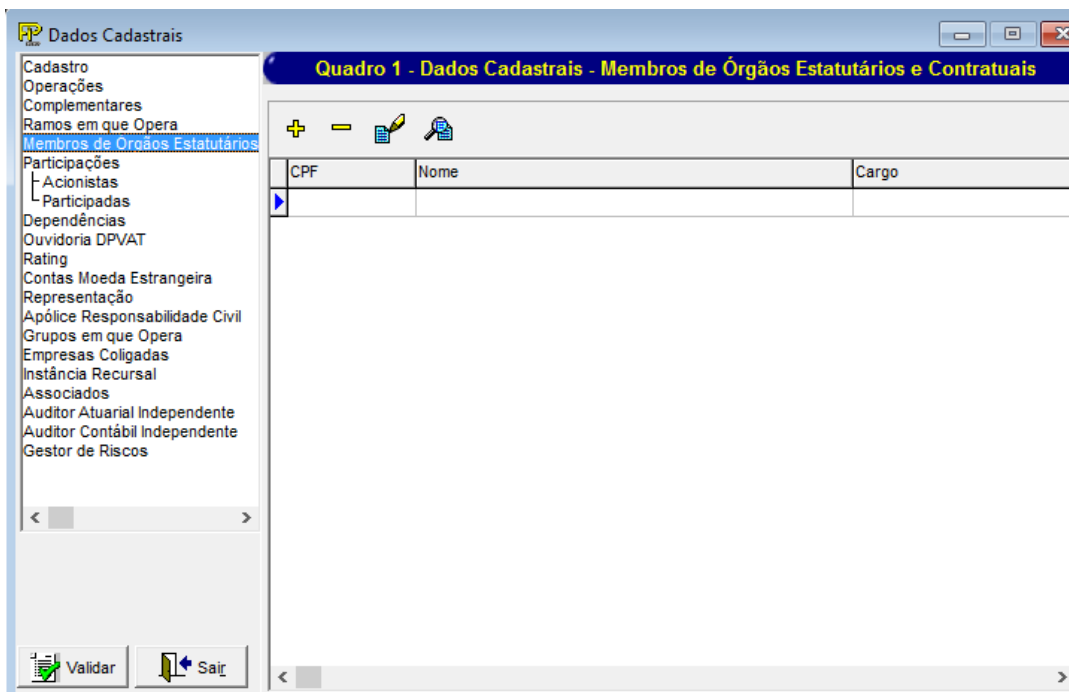 Dados Cadastrais
Cadastro
Operações
Complementares
Ramos em que Opera
Membros de Órgãos Estatutários
Participações
Acionistas
Participadas
Dependências
Ouvidoria DPVAT
Rating
Contas Moeda Estrangeira
Representação
Apólice Responsabilidade Civil
Grupos em que Opera
Empresas Coligadas
Instância Recursal
Associados
Auditor Atuarial Independente
Auditor Contábil Independente
Gestor de Riscos
Validar
Sair
Quadro 1 - Dados Cadastrais - Membros de Órgãos Estatutários e Contratuais
CPF Nome Cargo